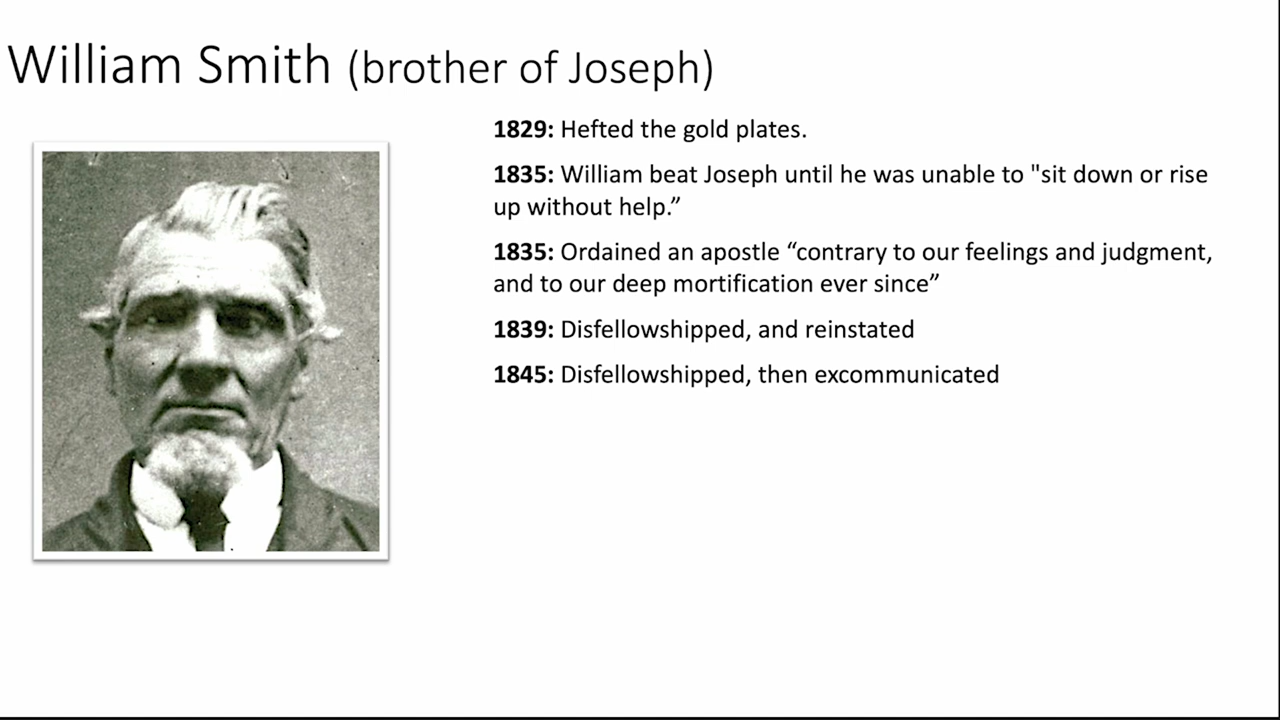 William Smith (brother of Joseph)
1829: Hefted the gold plates.
1835: William beat Joseph until he was unable to "sit down or rise
up without help.”
1835: Ordained an apostle “contrary to our feelings and judgment,
and to our deep mortification ever since”
1839: Disfellowshipped, and reinstated
1845: Disfellowshipped, then excommunicated